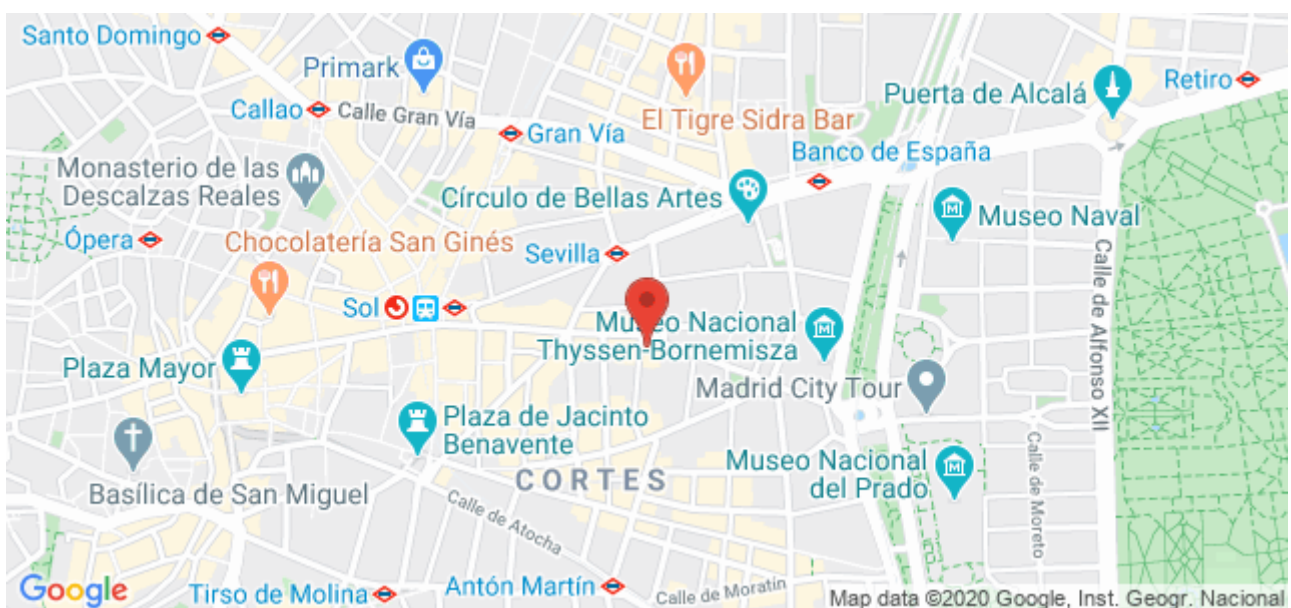 Santo Domingo
Primark
Callao
Calle Gran Vía
Gran Vía
El Tigre Sidra Bar
Puerta de Alcalá
Retiro
Banco de España
Monasterio de las
Descalzas Reales
Círculo de Bellas Artes
Museo Naval
Ópera
Chocolatería San Ginés
Sevilla
Calle de Alfonso XII
Sol
Museo Nacional
Thyssen-Bornemisza
Plaza Mayor
Madrid City Tour
Plaza de Jacinto
Benavente
CORTES
Museo Nacional
del Prado
Calle de Moreto
Basílica de San Miguel
Calle de Atocha
Google
Tirso de Molina
Antón Martín
Calle de Moratín
Map data ©2020 Google, Inst. Geogr. Nacional